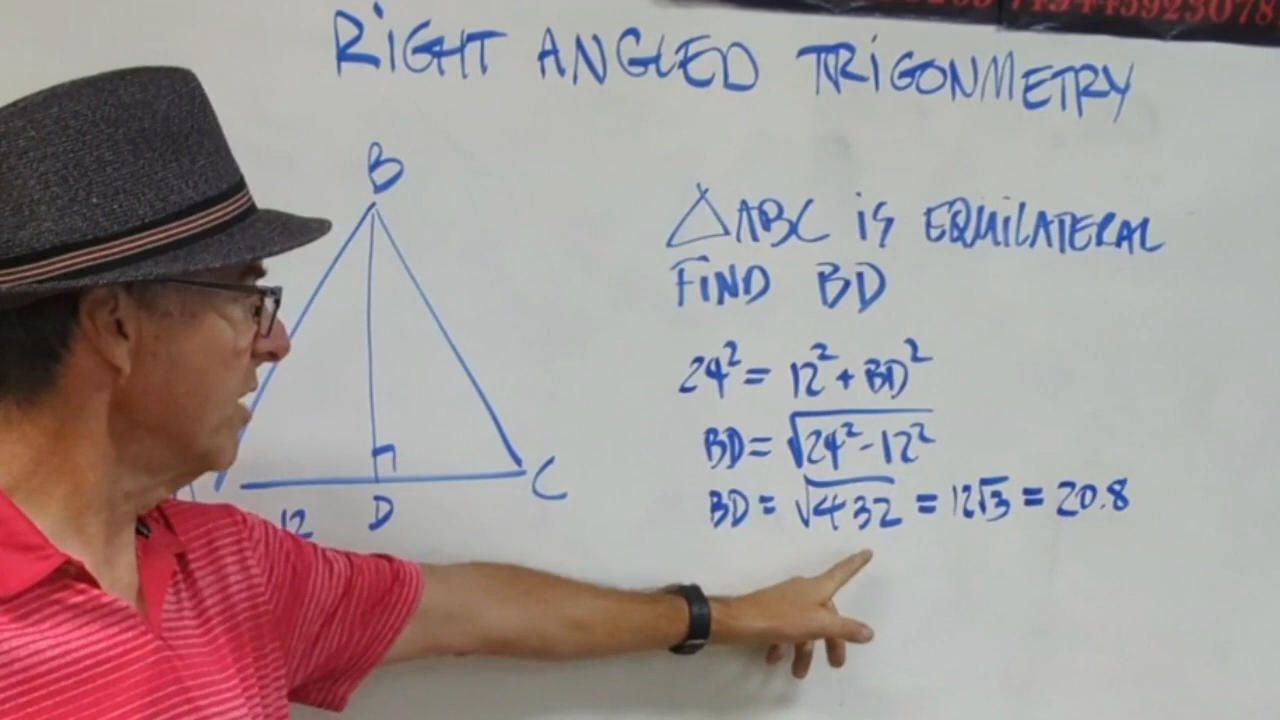 RIGHT ANGLED TRIGONMETRY
B
△ABC is EQUILATERAL
FIND BD
24² = 12² + BD²
BD = √24² - 12²
C
BD = √432 = 12√3 = 20.8
12 D